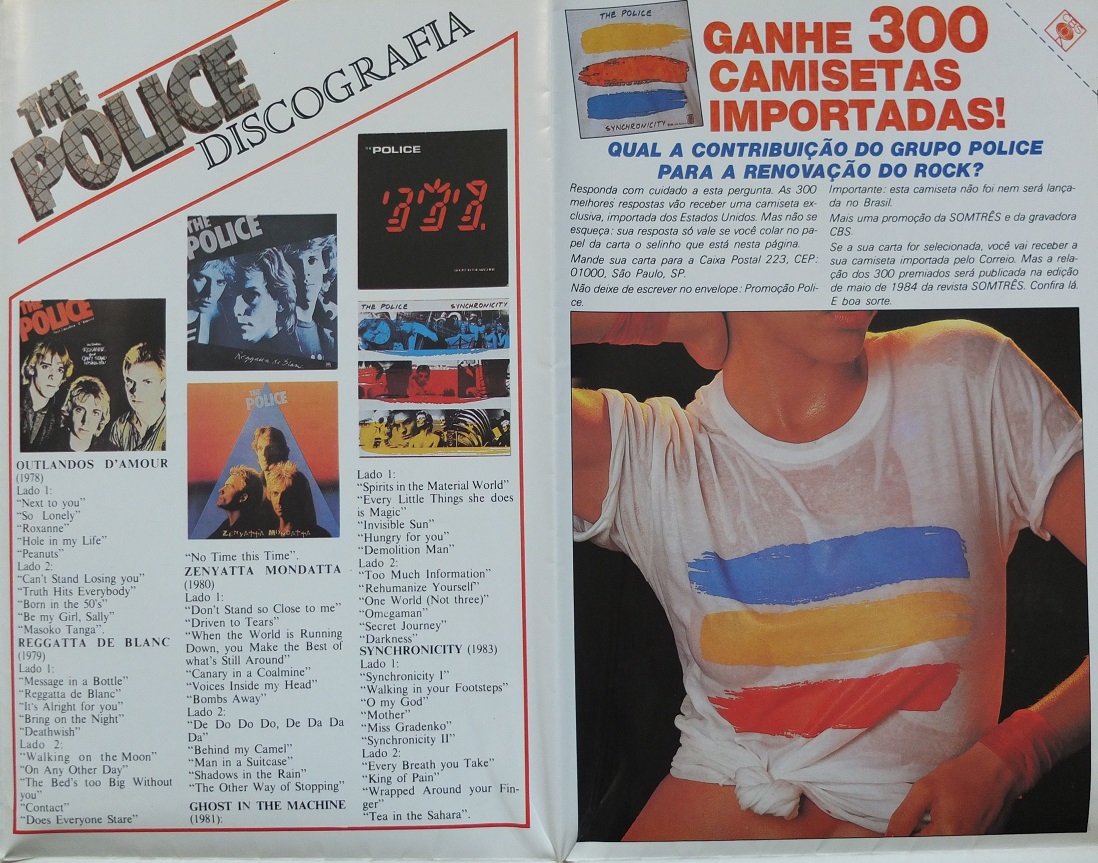 THE
POLICE
DISCOGRAFIA
THE
POLICE
OUTLANDOS D'AMOUR
(1978)
Lado 1:
“Next to you”
“So Lonely”
“Roxanne”
“Hole in my Life”
“Peanuts”
Lado 2:
“Can't Stand Losing you”
“Truth Hits Everybody”
“Born in the 50's”
“Be my Girl, Sally”
“Masoko Tanga”.
REGGATTA DE BLANC
(1979)
Lado 1:
“Message in a Bottle”
“Reggatta de Blanc”
“It's Alright for you”
“Bring on the Night”
“Deathwish”
Lado 2:
“Walking on the Moon”
“On Any Other Day”
“The Bed's too Big Without
you”
“Contact”
“Does Everyone Stare”
THE
POLICE
Reggatta de Blanc
THE
POLICE
ZENYATTA MONDATTA
“No Time this Time”.
ZENYATTA MONDATTA
(1980)
Lado 1:
“Don't Stand so Close to me”
“Driven to Tears”
“When the World is Running
Down, you Make the Best of
what's Still Around”
“Canary in a Coalmine”
“Voices Inside my Head”
“Bombs Away”
Lado 2:
“De Do Do Do, De Da Da
Da”
“Behind my Camel”
“Man in a Suitcase”
“Shadows in the Rain”
“The Other Way of Stopping”
GHOST IN THE MACHINE
(1981):
THE POLICE
GHOST IN THE MACHINE
THE POLICE SYNCHRONICITY
Lado 1:
“Spirits in the Material World”
“Every Little Things she does
is Magic”
“Invisible Sun”
“Hungry for you”
“Demolition Man”
Lado 2:
“Too Much Information”
“Rehumanize Yourself”
“One World (Not three)”
“Omegaman”
“Secret Journey”
“Darkness”
SYNCHRONICITY (1983)
Lado 1:
“Synchronicity I”
“Walking in your Footsteps”
“O my God”
“Mother”
“Miss Gradenko”
“Synchronicity II”
Lado 2:
“Every Breath you Take”
“King of Pain”
“Wrapped Around your Fin-
ger”
“Tea in the Sahara”.
THE POLICE
SYNCHRONICITY
GANHE 300
CAMISETAS
IMPORTADAS!
CBS
QUAL A CONTRIBUIÇÃO DO GRUPO POLICE
PARA A RENOVAÇÃO DO ROCK?
Responda com cuidado a esta pergunta. As 300
melhores respostas vão receber uma camiseta ex-
clusiva, importada dos Estados Unidos. Mas não se
esqueça: sua resposta só vale se você colar no pa-
pel da carta o selinho que está nesta página.
Mande sua carta para a Caixa Postal 223, CEP:
01000, São Paulo, SP.
Não deixe de escrever no envelope: Promoção Poli-
ce.
Importante: esta camiseta não foi nem será lança-
da no Brasil.
Mais uma promoção da SOMTRÊS e da gravadora
CBS.
Se a sua carta for selecionada, você vai receber a
sua camiseta importada pelo Correio. Mas a rela-
ção dos 300 premiados será publicada na edição
de maio de 1984 da revista SOMTRÊS. Confira lá.
E boa sorte.